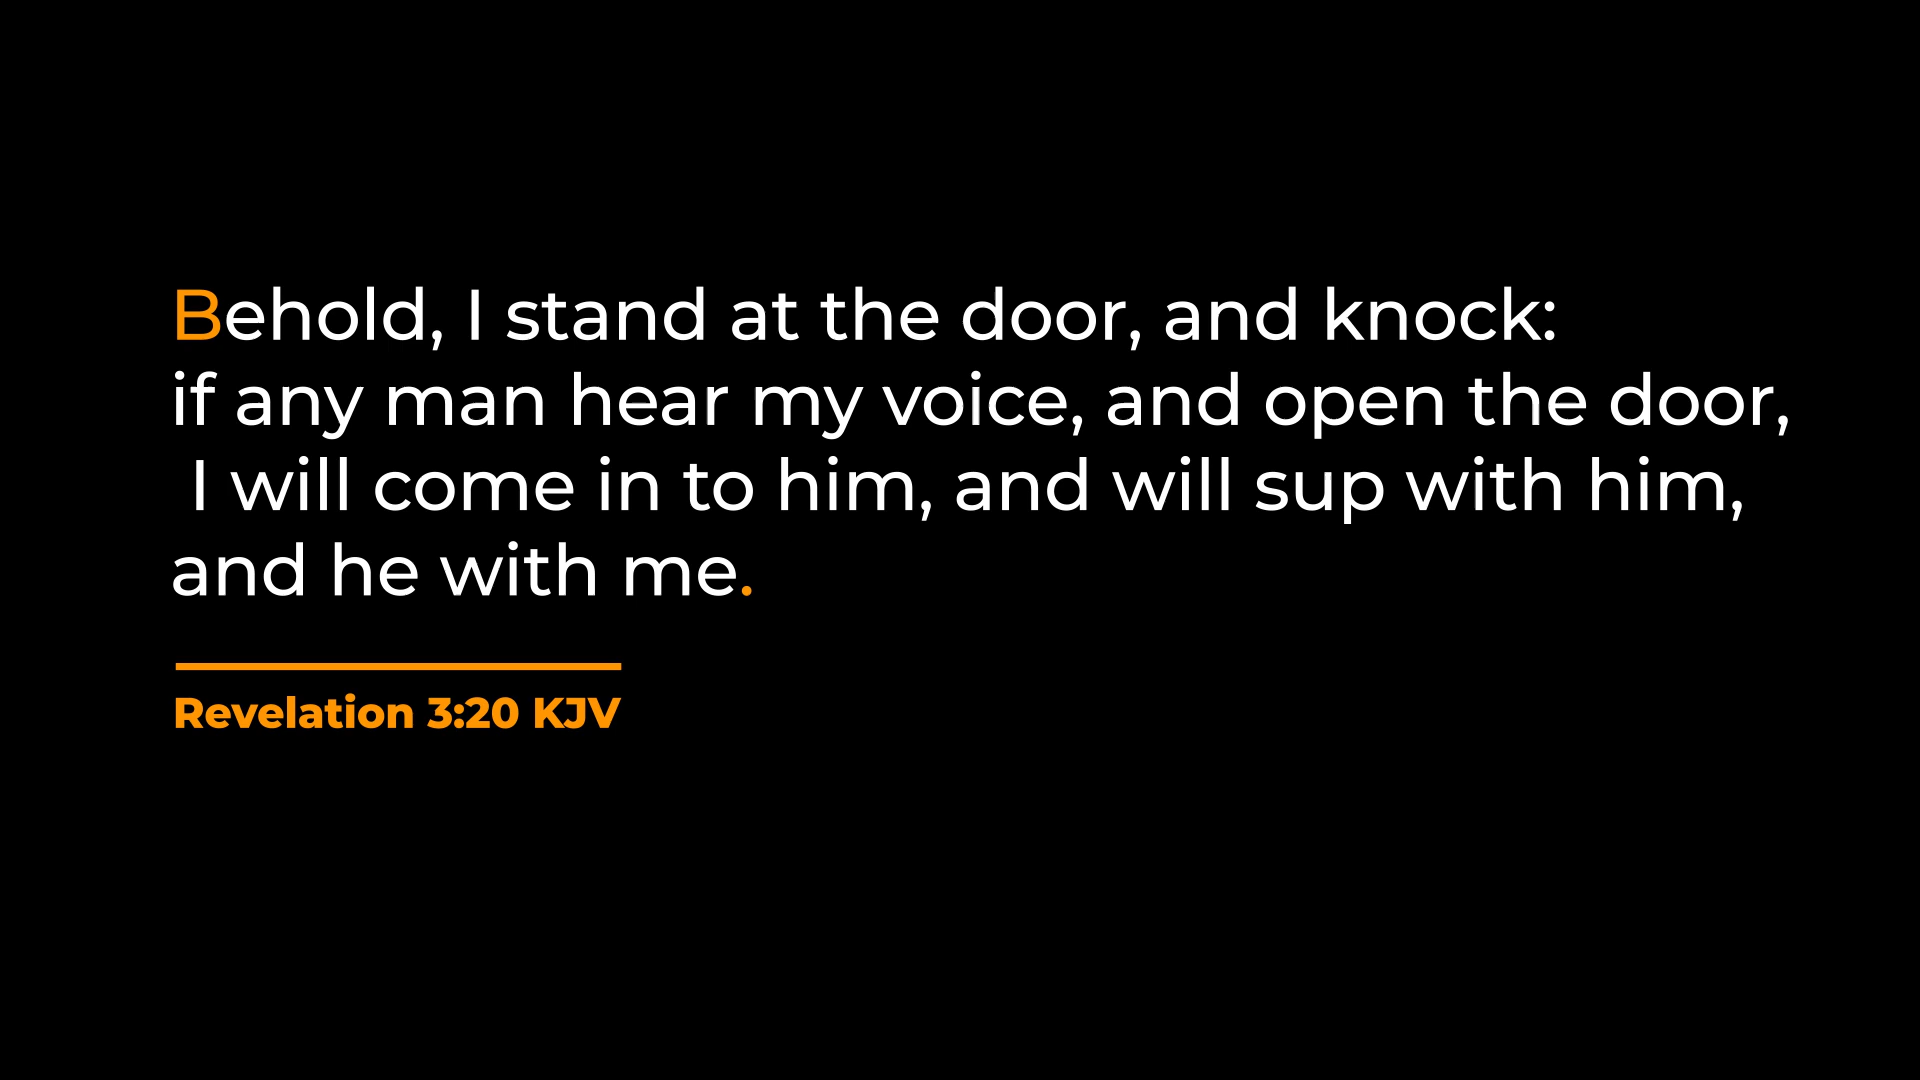 Behold, I stand at the door, and knock:
if any man hear my voice, and open the door,
I will come in to him, and will sup with him,
and he with me.
Revelation 3:20 KJV